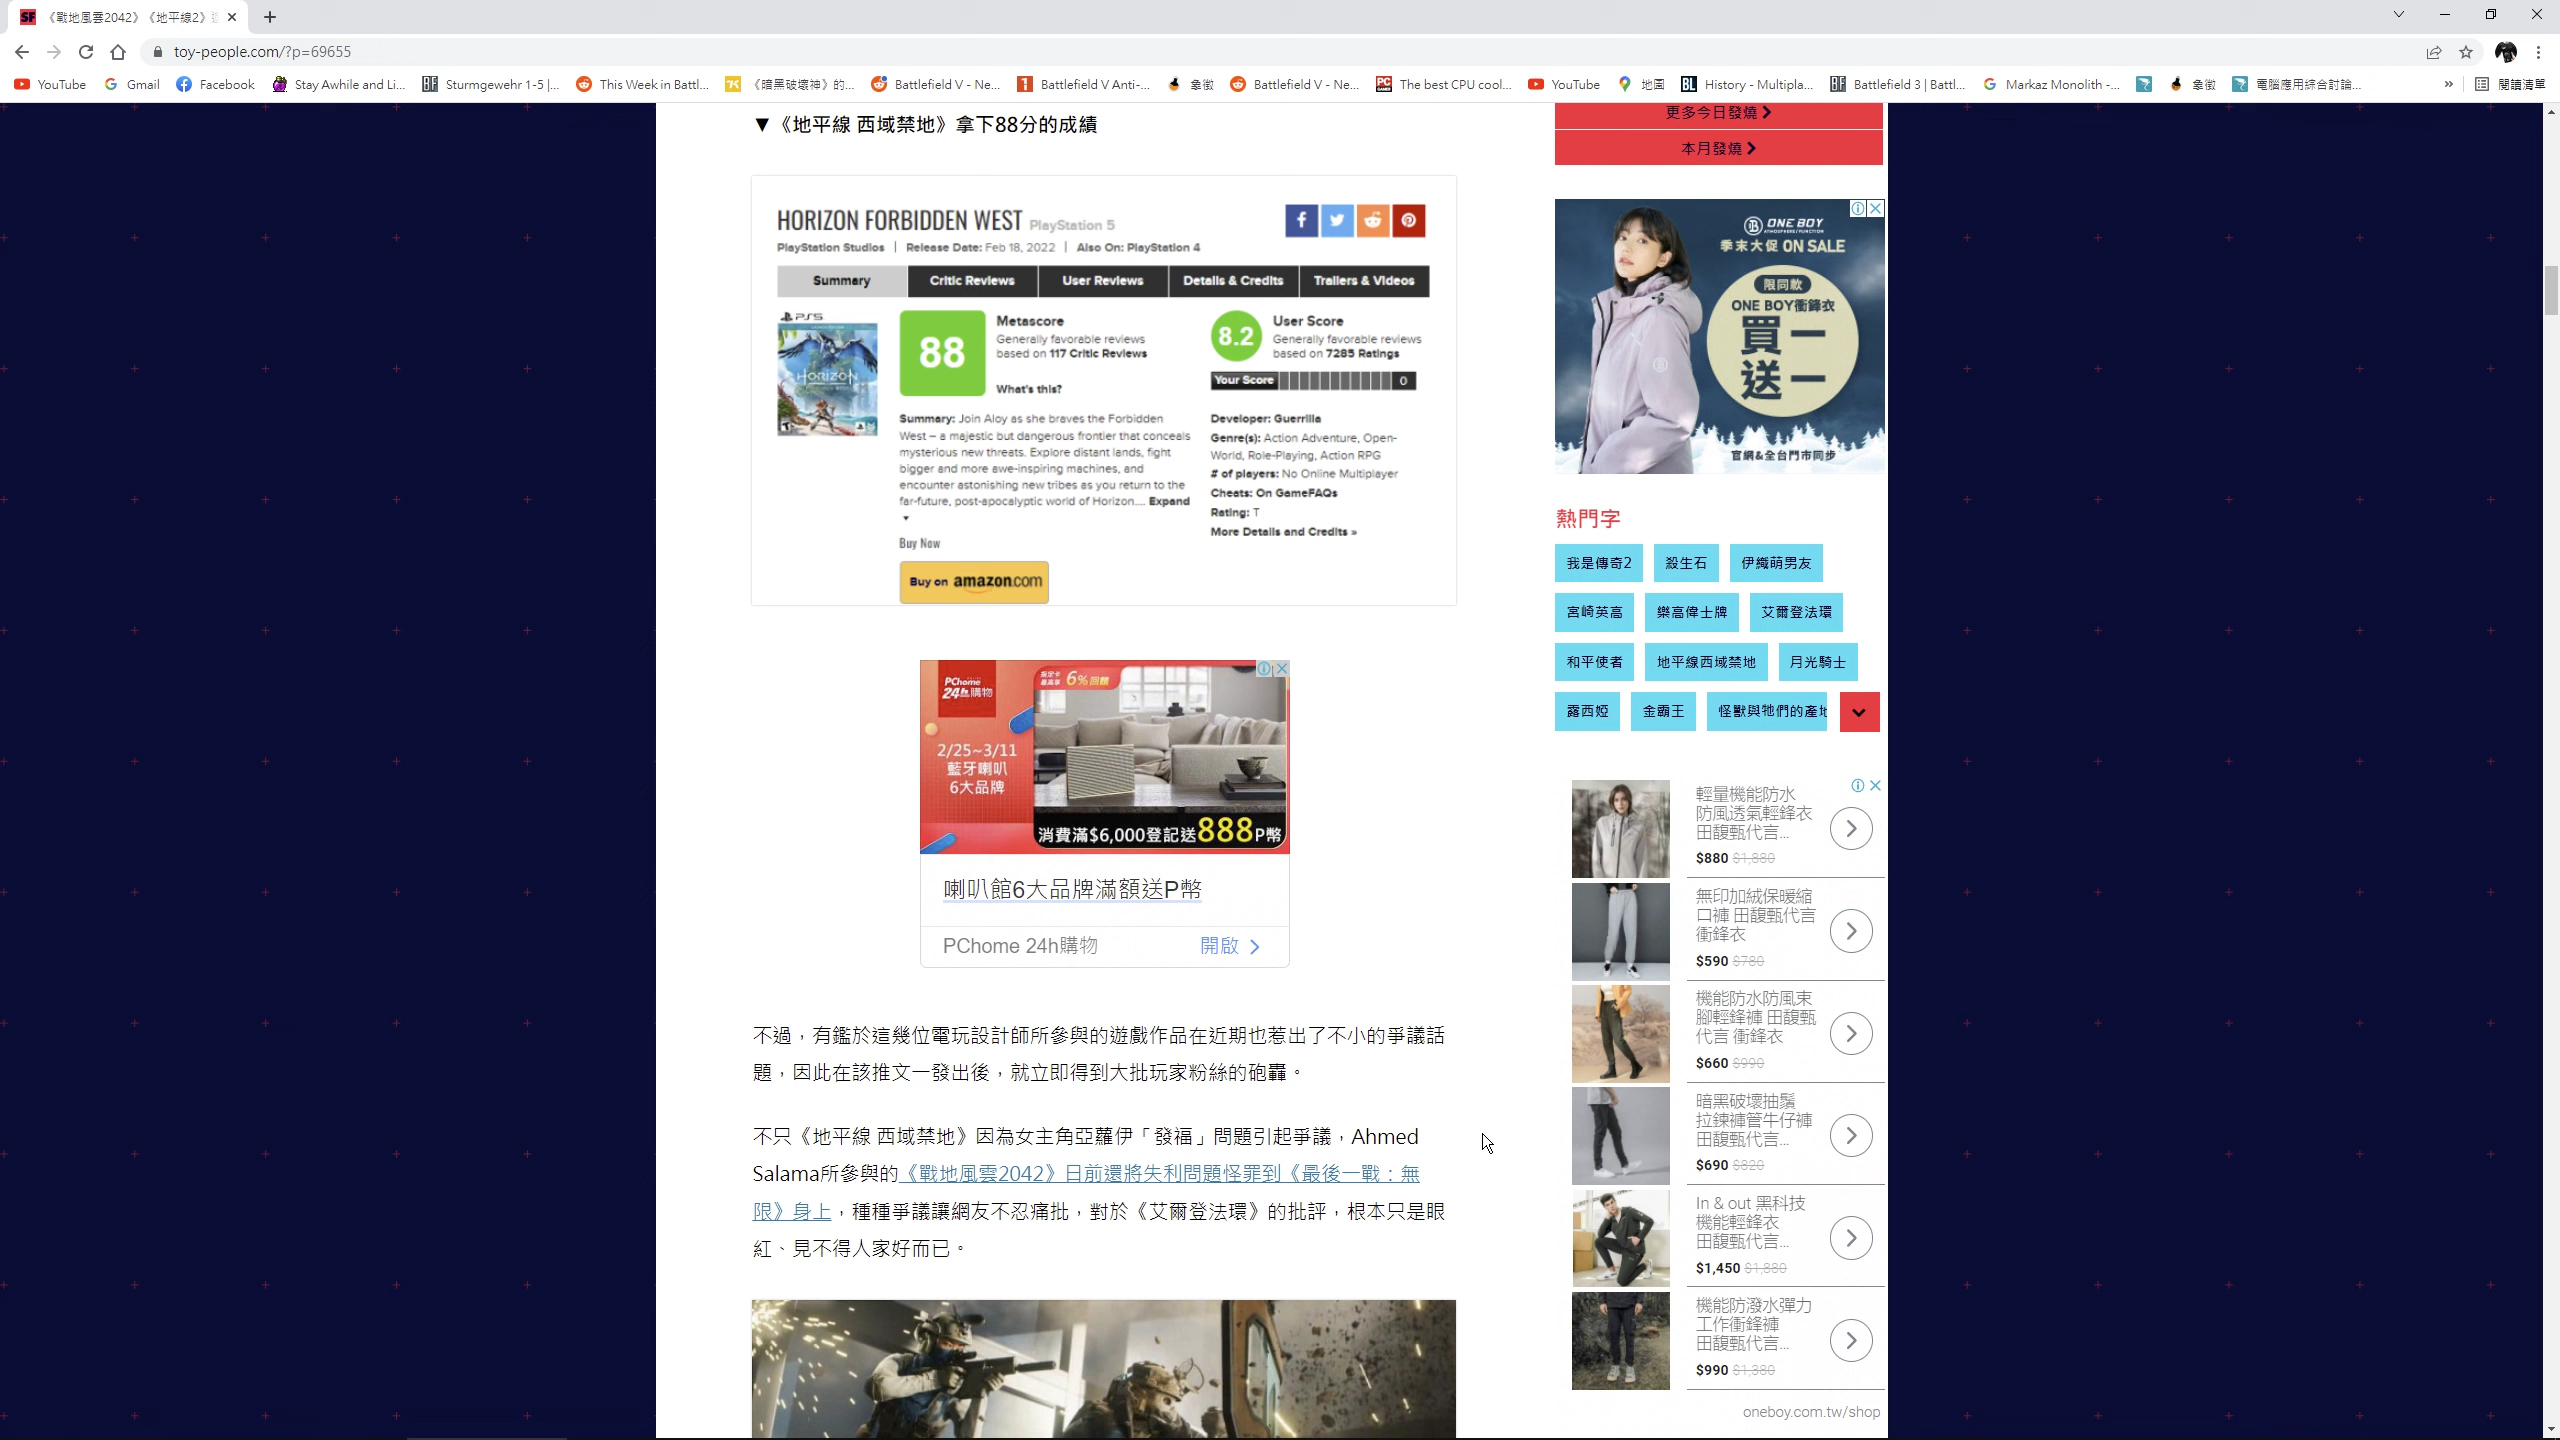 《戰地風雲2042》《地平線2》
toy-people.com/?p=69655
YouTube
Gmail
Facebook
Stay Awhile and Li...
Sturmgewehr 1-5 |...
This Week in Battl...
《暗黑破壞神》的...
Battlefield V - Ne...
Battlefield V Anti-...
象徵
Battlefield V - Ne...
The best CPU cool...
YouTube
地圖
History - Multipla...
Battlefield 3 | Battl...
Markaz Monolith -...
象徵
電腦應用綜合討論...
»
閱讀清單
▼《地平線 西域禁地》拿下88分的成績
HORIZON FORBIDDEN WEST PlayStation 5
PlayStation Studios | Release Date: Feb 18, 2022 | Also On: PlayStation 4
Summary
Critic Reviews
User Reviews
Details & Credits
Trailers & Videos
PS5
HORIZON
88
Metascore
Generally favorable reviews
based on 117 Critic Reviews
What's this?
8.2
User Score
Generally favorable reviews
based on 7285 Ratings
Your Score
0
Summary: Join Aloy as she braves the Forbidden
West – a majestic but dangerous frontier that conceals
mysterious new threats. Explore distant lands, fight
bigger and more awe-inspiring machines, and
encounter astonishing new tribes as you return to the
far-future, post-apocalyptic world of Horizon.... Expand
Developer: Guerrilla
Genre(s): Action Adventure, Open-
World, Role-Playing, Action RPG
# of players: No Online Multiplayer
Cheats: On GameFAQs
Rating: T
More Details and Credits »
Buy Now
Buy on amazon.com
PChome
24h購物
6%回饋
2/25~3/11
藍牙喇叭
6大品牌
消費滿$6,000登記送888P幣
喇叭館6大品牌滿額送P幣
PChome 24h購物
開啟
不過，有鑑於這幾位電玩設計師所參與的遊戲作品在近期也惹出了不小的爭議話
題，因此在該推文一發出後，就立即得到大批玩家粉絲的砲轟。
不只《地平線 西域禁地》因為女主角亞蘿伊「發福」問題引起爭議，Ahmed
Salama所參與的《戰地風雲2042》日前還將失利問題怪罪到《最後一戰：無
限》身上，種種爭議讓網友不忍痛批，對於《艾爾登法環》的批評，根本只是眼
紅、見不得人家好而已。
更多今日發燒
本月發燒
ONE BOY
ATMOSPHERE/FUNCTION
季末大促 ON SALE
限同款
ONE BOY衝鋒衣
買一
送一
官網&全台門市同步
熱門字
我是傳奇2
殺生石
伊織萌男友
宮崎英高
樂高偉士牌
艾爾登法環
和平使者
地平線西域禁地
月光騎士
露西婭
金霸王
怪獸與牠們的產地
輕量機能防水
防風透氣輕鋒衣
田馥甄代言...
$880 $1,880
無印加絨保暖縮
口褲 田馥甄代言
衝鋒衣
$590 $780
機能防水防風束
腳輕鋒褲 田馥甄
代言 衝鋒衣
$660 $990
暗黑破壞抽鬚
拉鍊褲管牛仔褲
田馥甄代言...
$690 $820
In & out 黑科技
機能輕鋒衣
田馥甄代言...
$1,450 $1,880
機能防潑水彈力
工作衝鋒褲
田馥甄代言...
$990 $1,380
oneboy.com.tw/shop